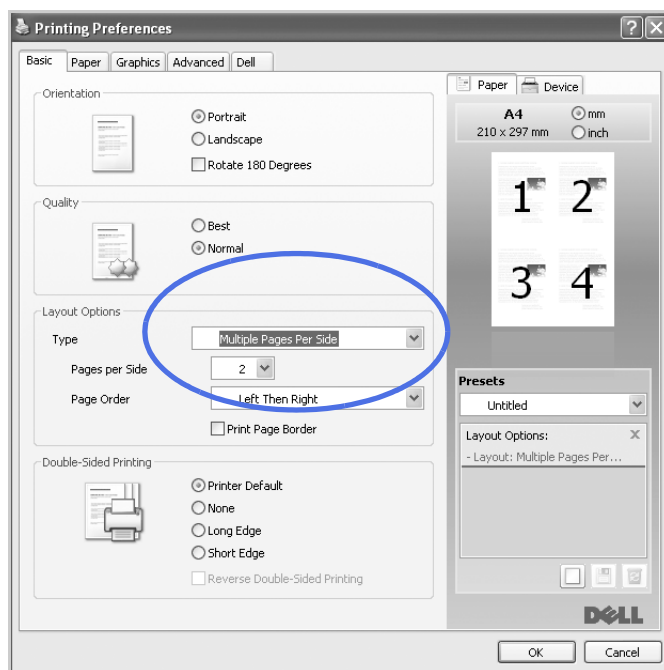 Printing Preferences
Basic Paper Graphics Advanced Dell
Orientation
Portrait
Landscape
Rotate 180 Degrees
Quality
Best
Normal
Layout Options
Type Multiple Pages Per Side
Pages per Side 2
Page Order Left Then Right
Print Page Border
Double-Sided Printing
Printer Default
None
Long Edge
Short Edge
Reverse Double-Sided Printing
Paper Device
A4 mm
210 x 297 mm inch
1 2
3 4
Presets
Untitled
Layout Options: X
- Layout: Multiple Pages Per...
DELL
OK Cancel